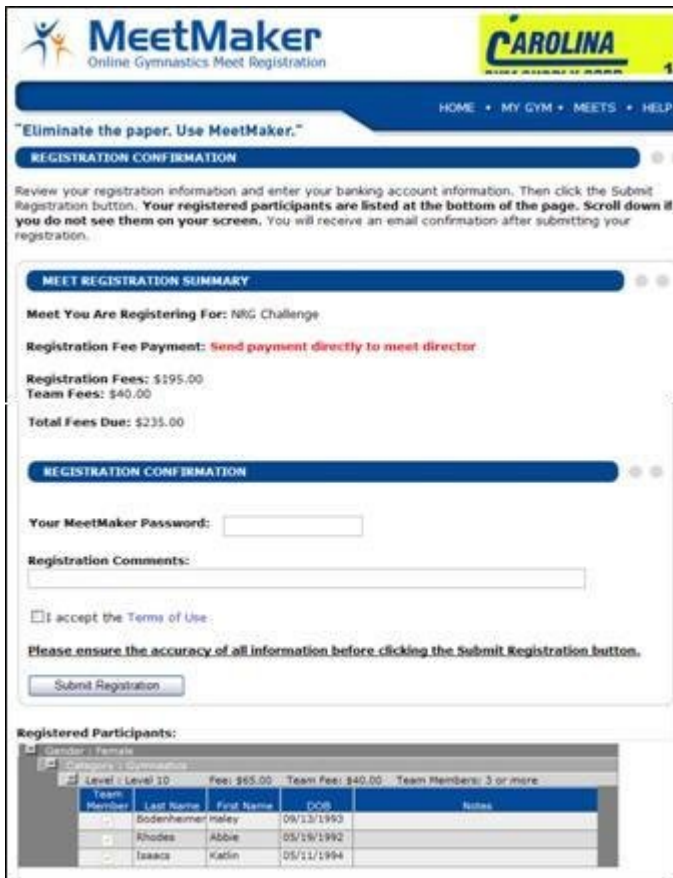 MeetMaker
Online Gymnastics Meet Registration
CAROLINA
HOME • MY GYM • MEETS • HELP
"Eliminate the paper. Use MeetMaker."
REGISTRATION CONFIRMATION
Review your registration information and enter your banking account information. Then click the Submit
Registration button. Your registered participants are listed at the bottom of the page. Scroll down if
you do not see them on your screen. You will receive an email confirmation after submitting your
registration.
MEET REGISTRATION SUMMARY
Meet You Are Registering For: NRG Challenge
Registration Fee Payment: Send payment directly to meet director
Registration Fees: $195.00
Team Fees: $40.00
Total Fees Due: $235.00
REGISTRATION CONFIRMATION
Your MeetMaker Password:
Registration Comments:
I accept the Terms of Use
Please ensure the accuracy of all information before clicking the Submit Registration button.
Submit Registration
Registered Participants:
Gender : Female
Category : Gymnastics
Level : Level 10 Fee: $65.00 Team Fee: $40.00 Team Members: 3 or more
Team
Member Last Name First Name DOB Notes
Bodenheimer Haley 09/13/1993
Rhodes Abbie 05/19/1992
Isaacs Katlin 05/11/1994